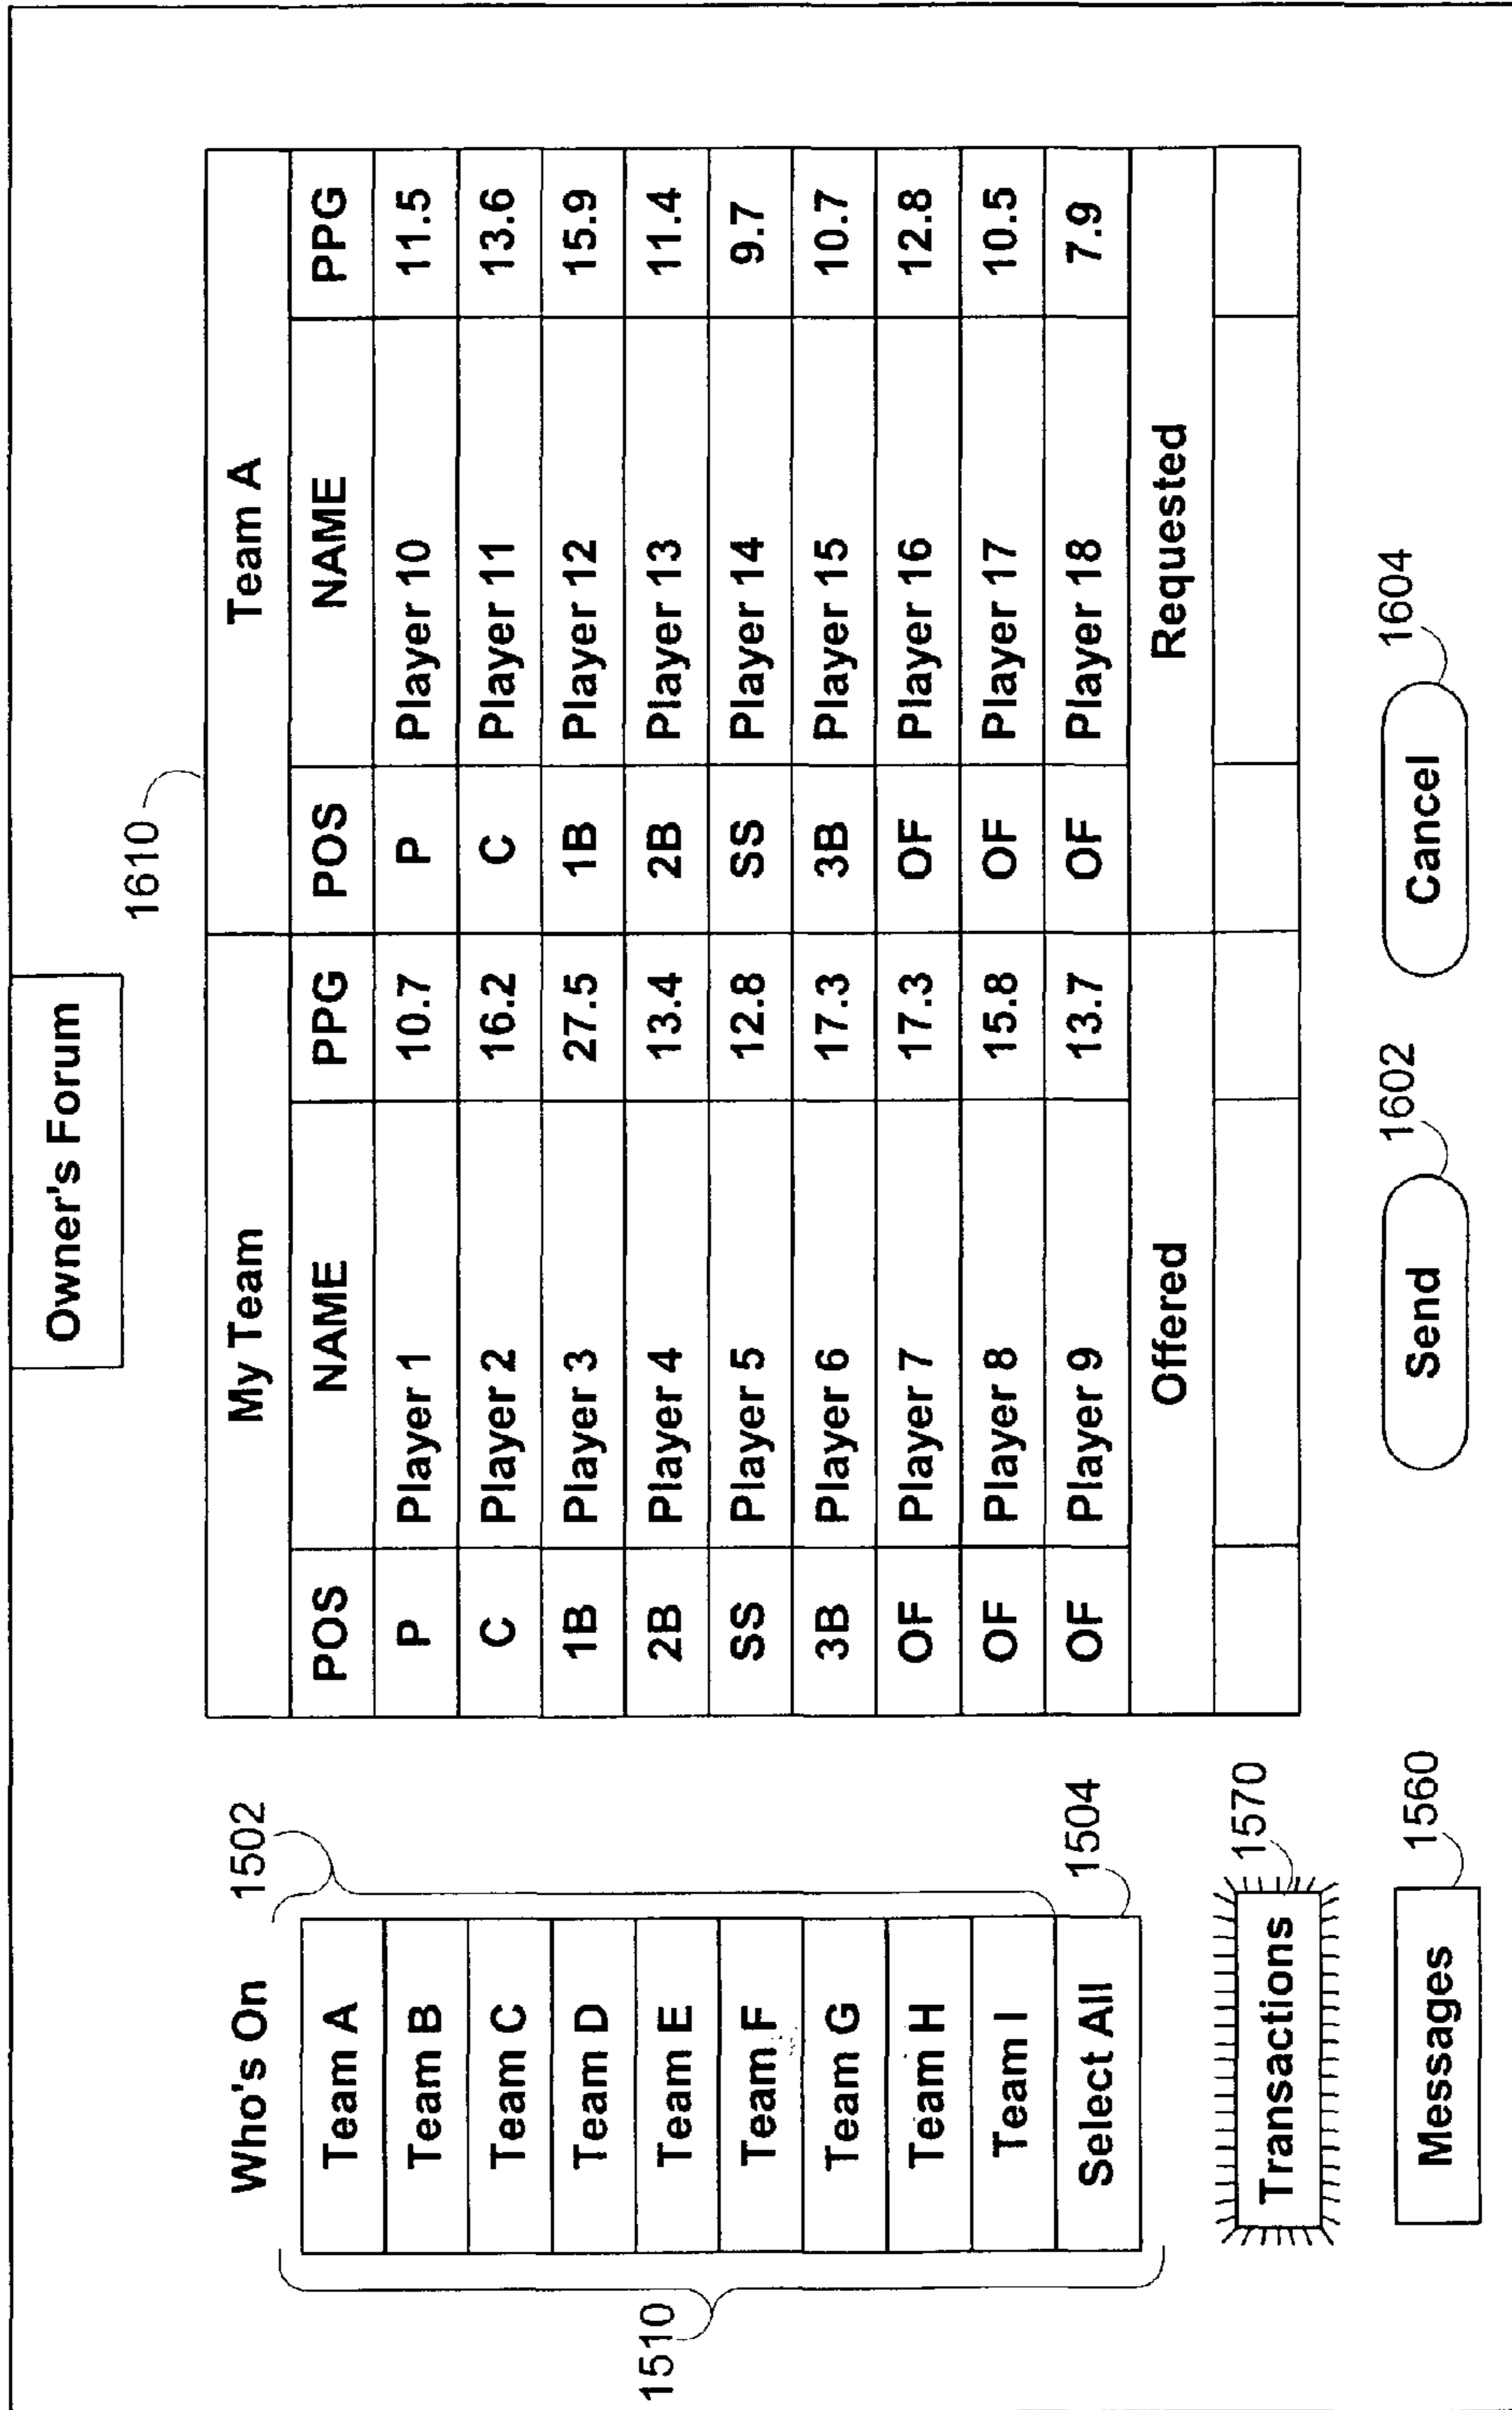 Owner's Forum
1610
My Team Team A
POS NAME PPG POS NAME PPG
P Player 1 10.7 P Player 10 11.5
C Player 2 16.2 C Player 11 13.6
1B Player 3 27.5 1B Player 12 15.9
2B Player 4 13.4 2B Player 13 11.4
SS Player 5 12.8 SS Player 14 9.7
3B Player 6 17.3 3B Player 15 10.7
OF Player 7 17.3 OF Player 16 12.8
OF Player 8 15.8 OF Player 17 10.5
OF Player 9 13.7 OF Player 18 7.9
Offered Requested
Who's On 1502
Team A
Team B
Team C
Team D
Team E
Team F
Team G
Team H
Team I
Select All 1504
1510
Transactions 1570
Messages 1560
Send 1602
Cancel 1604